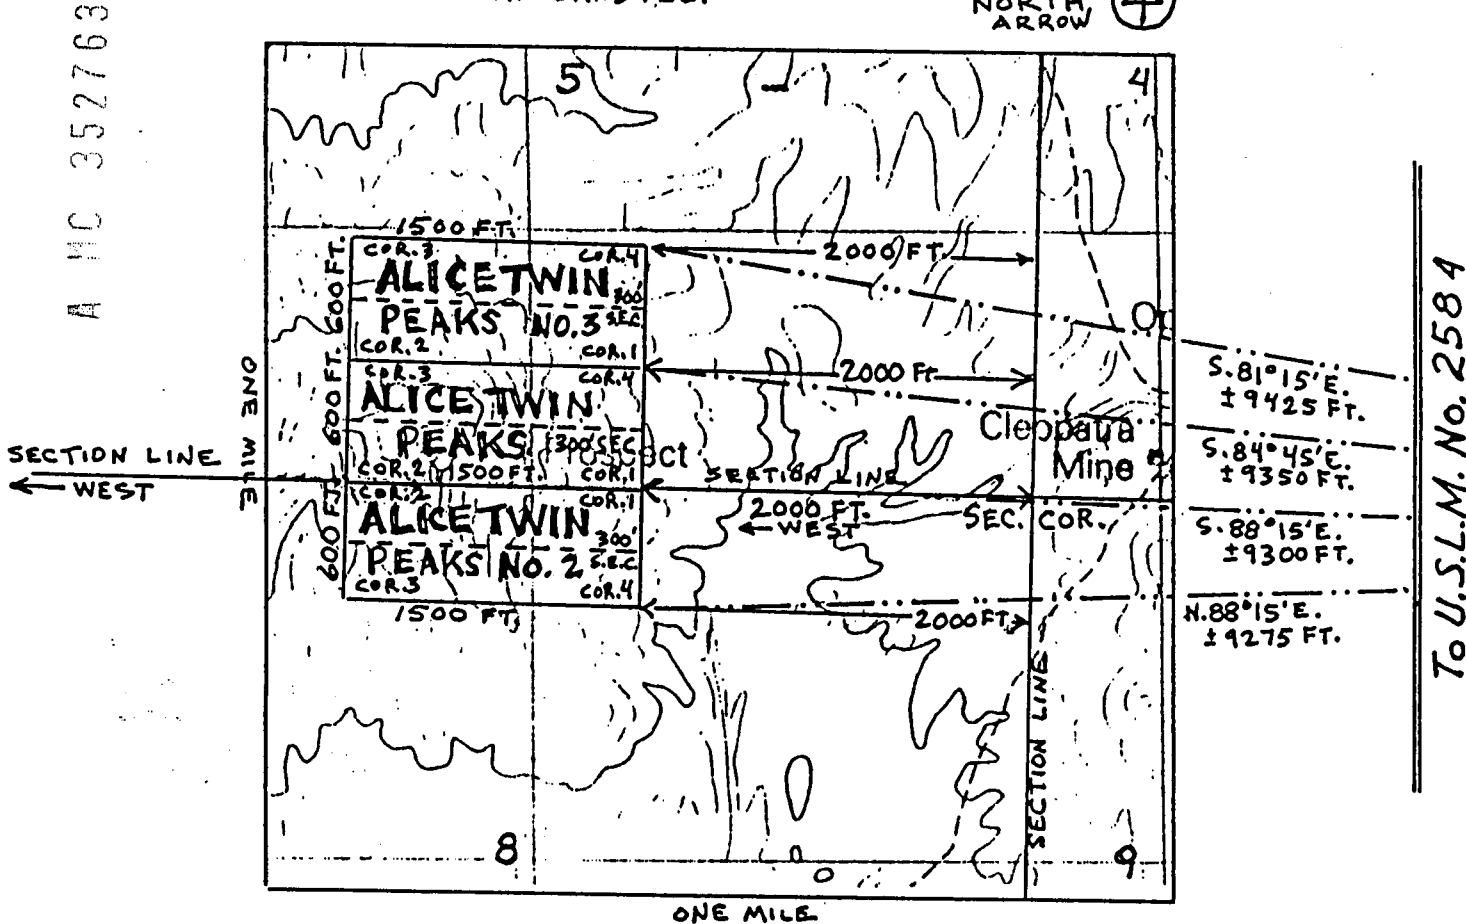 NORTH
ARROW
A MC 352763
5
4
1500 FT.
600 FT.
COR.3
COR.4
ALICE TWIN
300'
S.E.C.
PEAKS NO.3
COR.2
COR.1
2000 FT.
600 FT.
COR.3
COR.4
ALICE TWIN
PEAKS
300' S.E.C.
COR.2
1500 FT.
COR.1
2000 FT.
Cleopatra
Mine
SECTION LINE
WEST
ONE MILE
SECTION LINE
2000 FT.
WEST
SEC. COR.
600 FT.
COR.2
COR.1
ALICE TWIN
300'
S.E.C.
PEAKS NO. 2
COR.3
COR.4
1500 FT.
2000 FT.
S.81°15'E.
±9425 FT.
S.84°45'E.
±9350 FT.
S.88°15'E.
±9300 FT.
N.88°15'E.
±9275 FT.
To U.S.L.M. No. 2584
SECTION LINE
8
9
ONE MILE